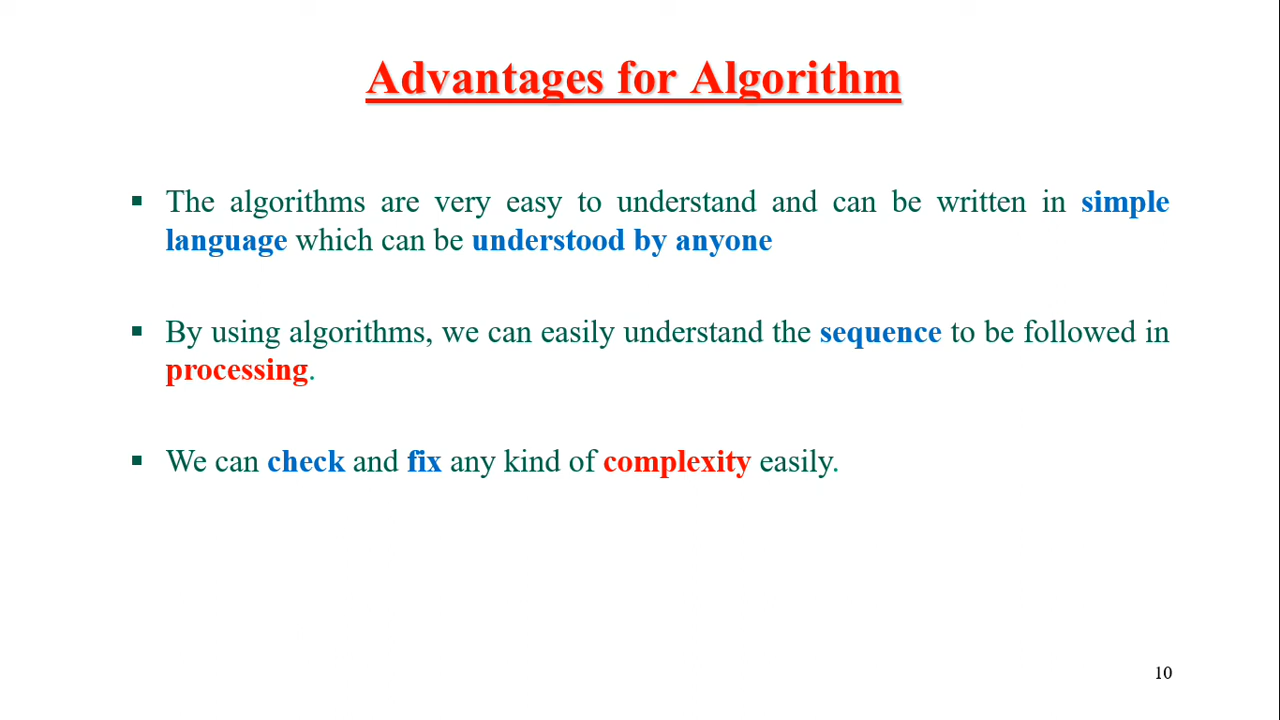 Advantages for Algorithm
▪ The algorithms are very easy to understand and can be written in simple
language which can be understood by anyone
▪ By using algorithms, we can easily understand the sequence to be followed in
processing.
▪ We can check and fix any kind of complexity easily.
10